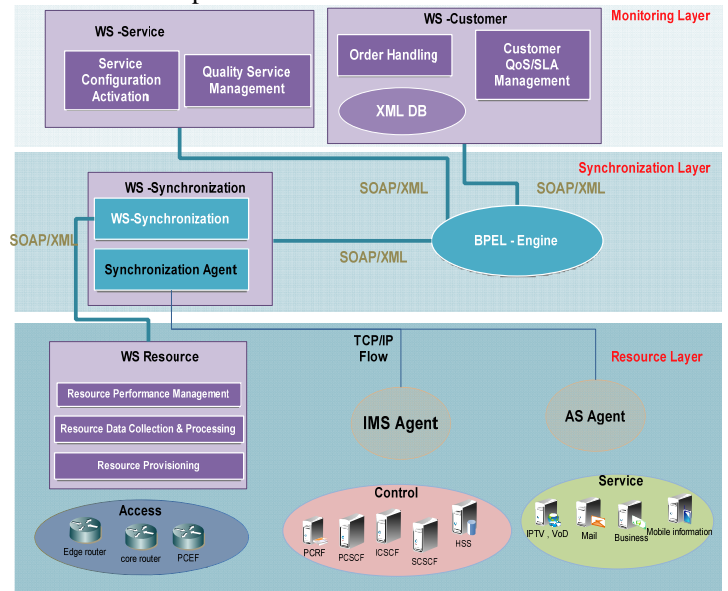 Monitoring Layer
WS -Service
Service
Configuration
Activation
Quality Service
Management
WS -Customer
Order Handling
Customer
QoS/SLA
Management
XML DB
Synchronization Layer
WS -Synchronization
WS-Synchronization
Synchronization Agent
SOAP/XML
SOAP/XML
SOAP/XML
SOAP/XML
BPEL - Engine
Resource Layer
TCP/IP
Flow
WS Resource
Resource Performance Management
Resource Data Collection & Processing
Resource Provisioning
IMS Agent
AS Agent
Access
Edge router
core router
PCEF
Control
PCRF
PCSCF
ICSCF
SCSCF
HSS
Service
IPTV , VoD
Mail
Business
Mobile information